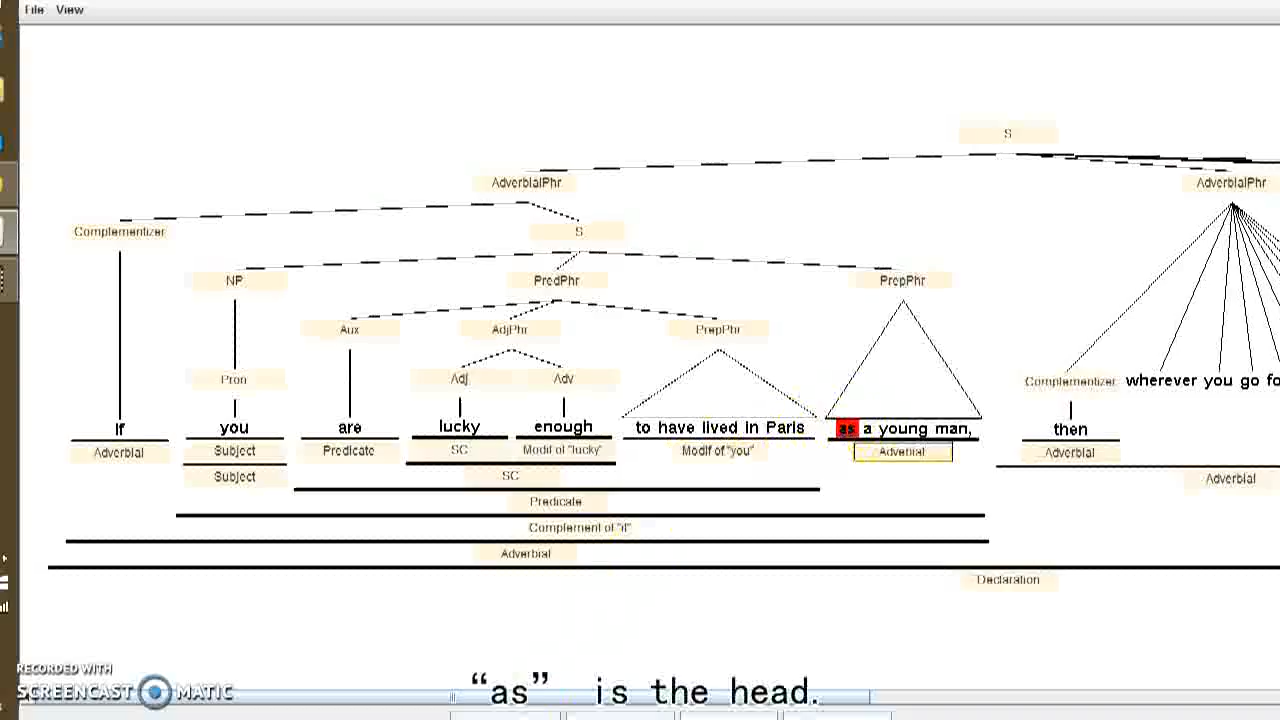 File View
S
AdverbialPhr AdverbialPhr
Complementizer S
NP PredPhr PrepPhr
Aux AdjPhr PrepPhr
Pron Adj Adv Complementizer wherever you go fo
If you are lucky enough to have lived in Paris as a young man, then
Adverbial Subject Predicate SC Modif of "lucky" Modif of "you" Adverbial Adverbial
Subject SC Adverbial
Predicate
Complement of "if"
Adverbial
Declaration
RECORDED WITH
SCREENCAST MATIC
“as” is the head.